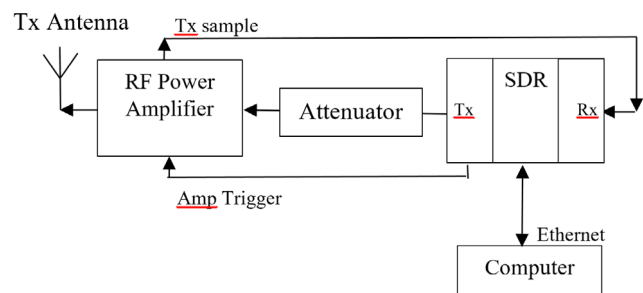 Tx Antenna
Tx sample
RF Power
Amplifier
Attenuator
Tx
SDR
Rx
Amp Trigger
Ethernet
Computer